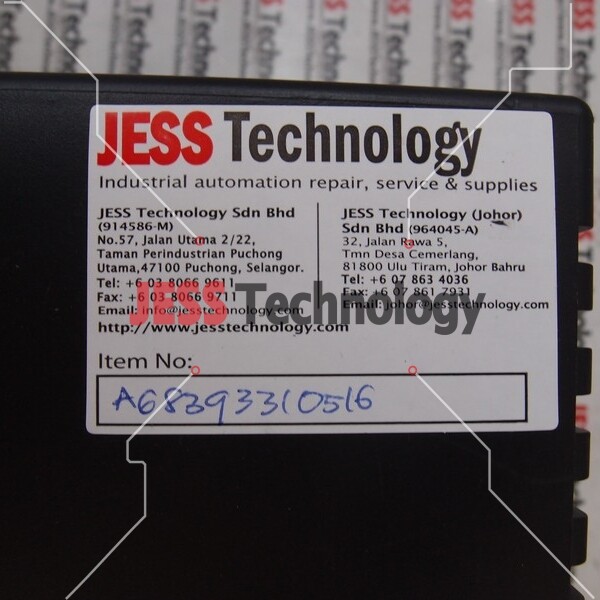 JESS Technology
Industrial automation repair, service & supplies
JESS Technology Sdn Bhd
(914586-M)
No.57, Jalan Utama 2/22,
Taman Perindustrian Puchong
Utama,47100 Puchong, Selangor.
Tel: +6 03 8066 9611
Fax: +6 03 8066 9711
Email: info@jesstechnology.com
http://www.jesstechnology.com
JESS Technology (Johor)
Sdn Bhd (964045-A)
32, Jalan Rawa 5,
Tmn Desa Cemerlang,
81800 Ulu Tiram, Johor Bahru
Tel: +6 07 863 4036
Fax: +6 07 861 7931
Email: johor@jesstechnology.com
JESS Technology
Item No:
A68393310516